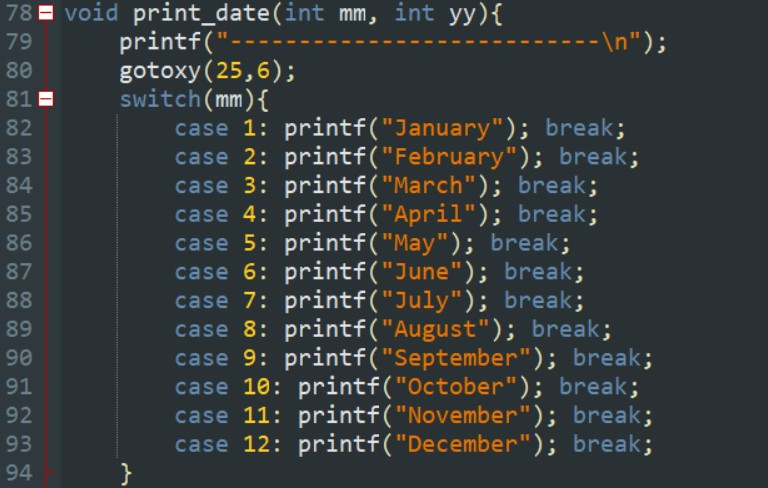 78 void print_date(int mm, int yy){
79     printf("---------------------------\n");
80     gotoxy(25,6);
81     switch(mm){
82         case 1: printf("January"); break;
83         case 2: printf("February"); break;
84         case 3: printf("March"); break;
85         case 4: printf("April"); break;
86         case 5: printf("May"); break;
87         case 6: printf("June"); break;
88         case 7: printf("July"); break;
89         case 8: printf("August"); break;
90         case 9: printf("September"); break;
91         case 10: printf("October"); break;
92         case 11: printf("November"); break;
93         case 12: printf("December"); break;
94     }